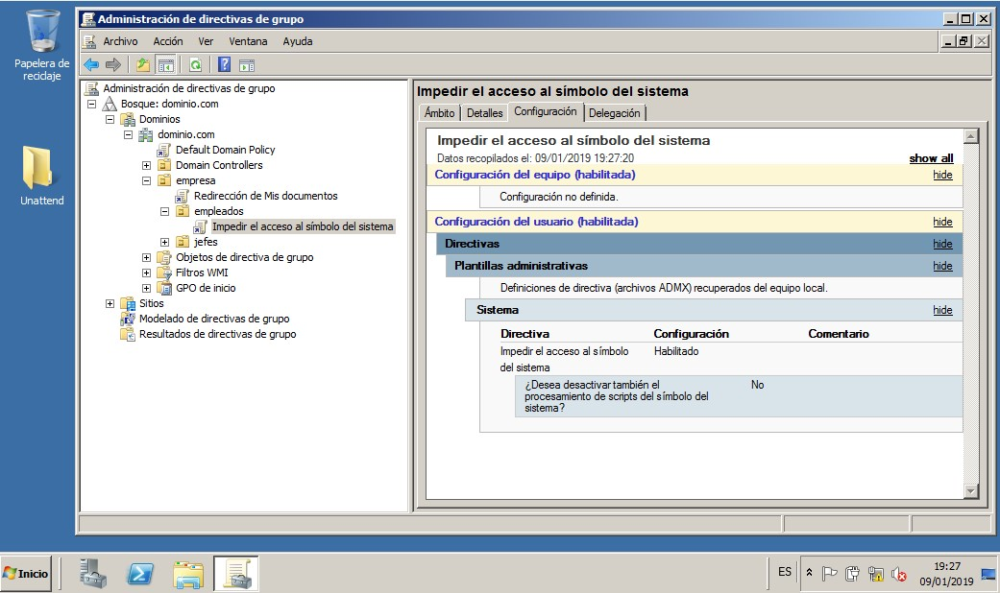 Papelera de
reciclaje
Unattend
Administración de directivas de grupo
Archivo Acción Ver Ventana Ayuda
Administración de directivas de grupo
Bosque: dominio.com
Dominios
dominio.com
Default Domain Policy
Domain Controllers
empresa
Redirección de Mis documentos
empleados
Impedir el acceso al símbolo del sistema
jefes
Objetos de directiva de grupo
Filtros WMI
GPO de inicio
Sitios
Modelado de directivas de grupo
Resultados de directivas de grupo
Impedir el acceso al símbolo del sistema
Ámbito Detalles Configuración Delegación
Impedir el acceso al símbolo del sistema
Datos recopilados el: 09/01/2019 19:27:20 show all
Configuración del equipo (habilitada) hide
Configuración no definida.
Configuración del usuario (habilitada) hide
Directivas hide
Plantillas administrativas hide
Definiciones de directiva (archivos ADMX) recuperados del equipo local.
Sistema hide
Directiva Configuración Comentario
Impedir el acceso al símbolo Habilitado
del sistema
¿Desea desactivar también el No
procesamiento de scripts del símbolo del
sistema?
Inicio
ES
19:27
09/01/2019